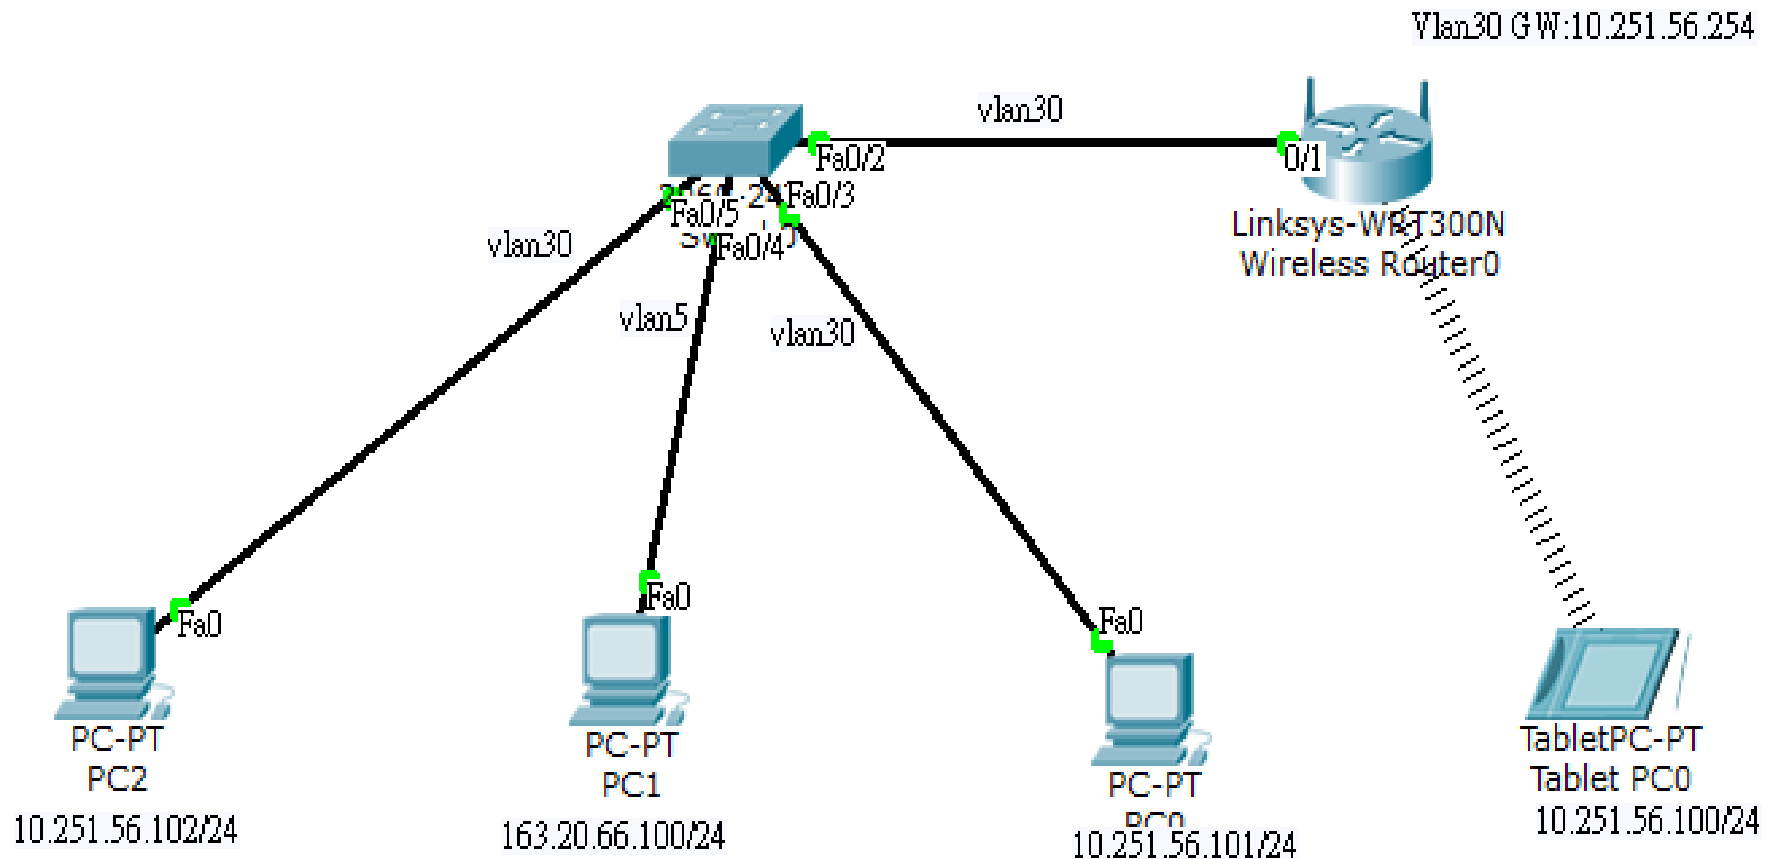 Vlan30 GW:10.251.56.254
vlan30
Fa0/2
0/1
Fa0/3
Fa0/5
Fa0/4
Linksys-WRT300N
Wireless Router0
vlan30
vlan5
vlan30
Fa0
Fa0
Fa0
PC-PT
PC2
10.251.56.102/24
PC-PT
PC1
163.20.66.100/24
PC-PT
PC0
10.251.56.101/24
TabletPC-PT
Tablet PC0
10.251.56.100/24